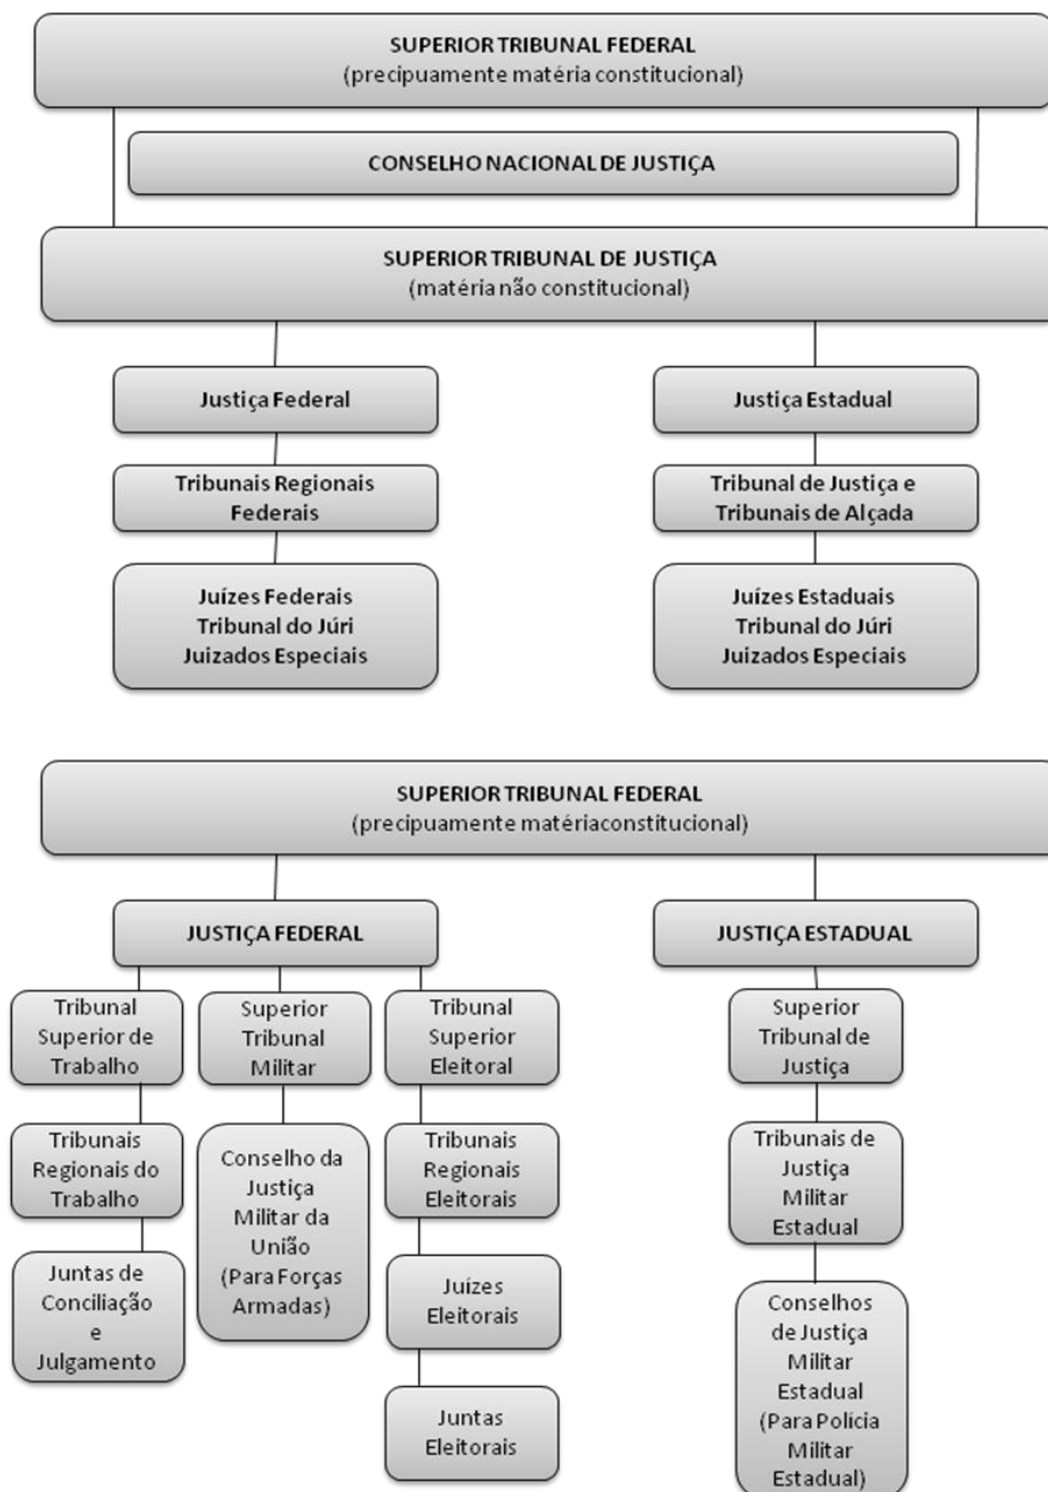 SUPERIOR TRIBUNAL FEDERAL
(precipuamente matéria constitucional)
CONSELHO NACIONAL DE JUSTIÇA
SUPERIOR TRIBUNAL DE JUSTIÇA
(matéria não constitucional)
Justiça Federal
Justiça Estadual
Tribunais Regionais
Federais
Tribunal de Justiça e
Tribunais de Alçada
Juízes Federais
Tribunal do Júri
Juizados Especiais
Juízes Estaduais
Tribunal do Júri
Juizados Especiais
SUPERIOR TRIBUNAL FEDERAL
(precipuamente matériaconstitucional)
JUSTIÇA FEDERAL
JUSTIÇA ESTADUAL
Tribunal
Superior de
Trabalho
Superior
Tribunal
Militar
Tribunal
Superior
Eleitoral
Superior
Tribunal de
Justiça
Tribunais
Regionais do
Trabalho
Conselho da
Justiça
Militar da
União
(Para Forças
Armadas)
Tribunais
Regionais
Eleitorais
Tribunais de
Justiça
Militar
Estadual
Juntas de
Conciliação
e
Julgamento
Juízes
Eleitorais
Conselhos
de Justiça
Militar
Estadual
(Para Polícia
Militar
Estadual)
Juntas
Eleitorais